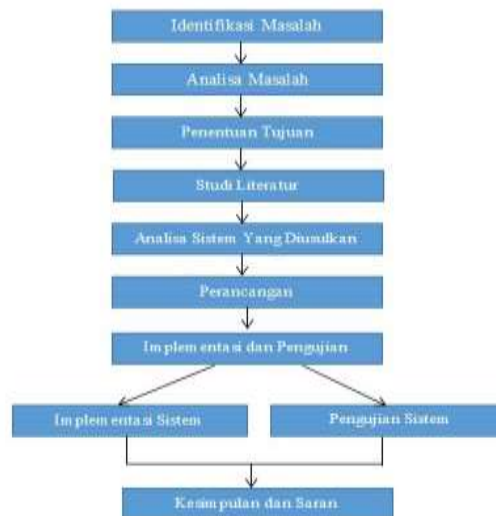 Identifikasi Masalah
Analisa Masalah
Penentuan Tujuan
Studi Literatur
Analisa Sistem Yang Diusulkan
Perancangan
Implementasi dan Pengujian
Implementasi Sistem
Pengujian Sistem
Kesimpulan dan Saran